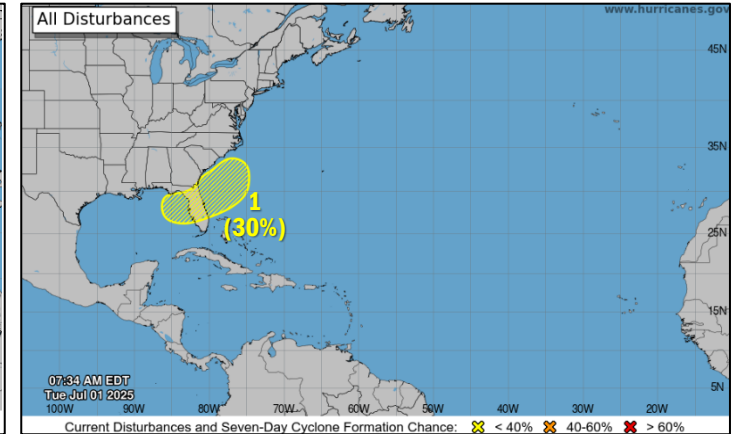 All Disturbances
www.hurricanes.gov
45N
35N
1
(30%)
25N
15N
07:34 AM EDT
Tue Jul 01 2025
5N
100W 90W 80W 70W 60W 50W 40W 30W 20W
Current Disturbances and Seven-Day Cyclone Formation Chance: < 40% 40-60% > 60%